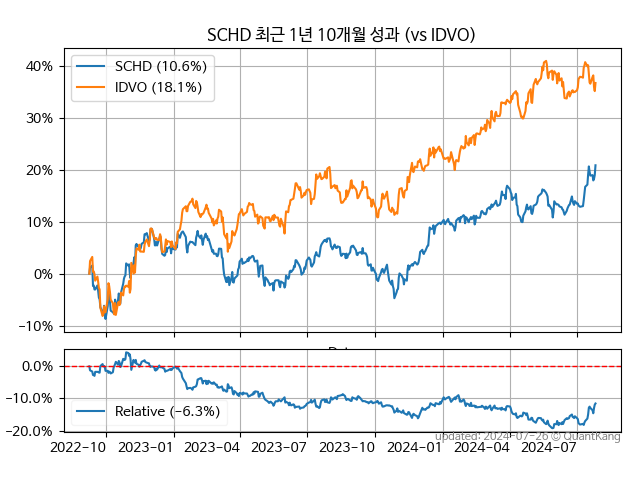 SCHD 최근 1년 10개월 성과 (vs IDVO)
SCHD (10.6%)
IDVO (18.1%)
40%
30%
20%
10%
0%
−10%
0.0%
−10.0%
−20.0%
Relative (−6.3%)
2022-10 2023-01 2023-04 2023-07 2023-10 2024-01 2024-04 2024-07
updated: 2024-07-26 © QuantKang